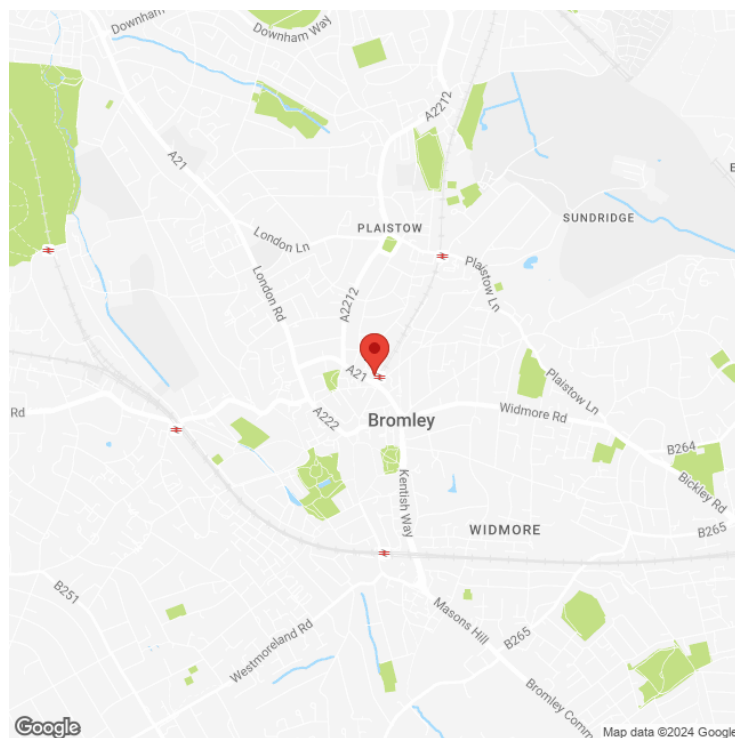 Downham
Downham Way
A2212
A21
E
PLAISTOW
SUNDRIDGE
London Ln
Plaistow Ln
London Rd
A2212
A21
Plaistow Ln
Rd
A222
Bromley
Widmore Rd
B264
Bickley Rd
Kentish Way
WIDMORE
B265
B251
Masons Hill
Westmoreland Rd
B265
Bromley Comm
Google
Map data ©2024 Google